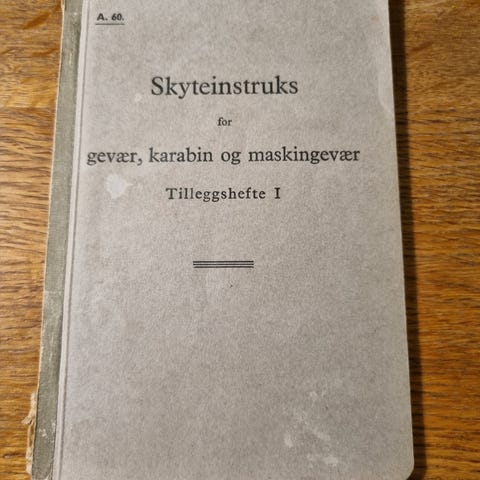 A. 60.
Skyteinstruks
for
gevær, karabin og maskingevær
Tilleggshefte I